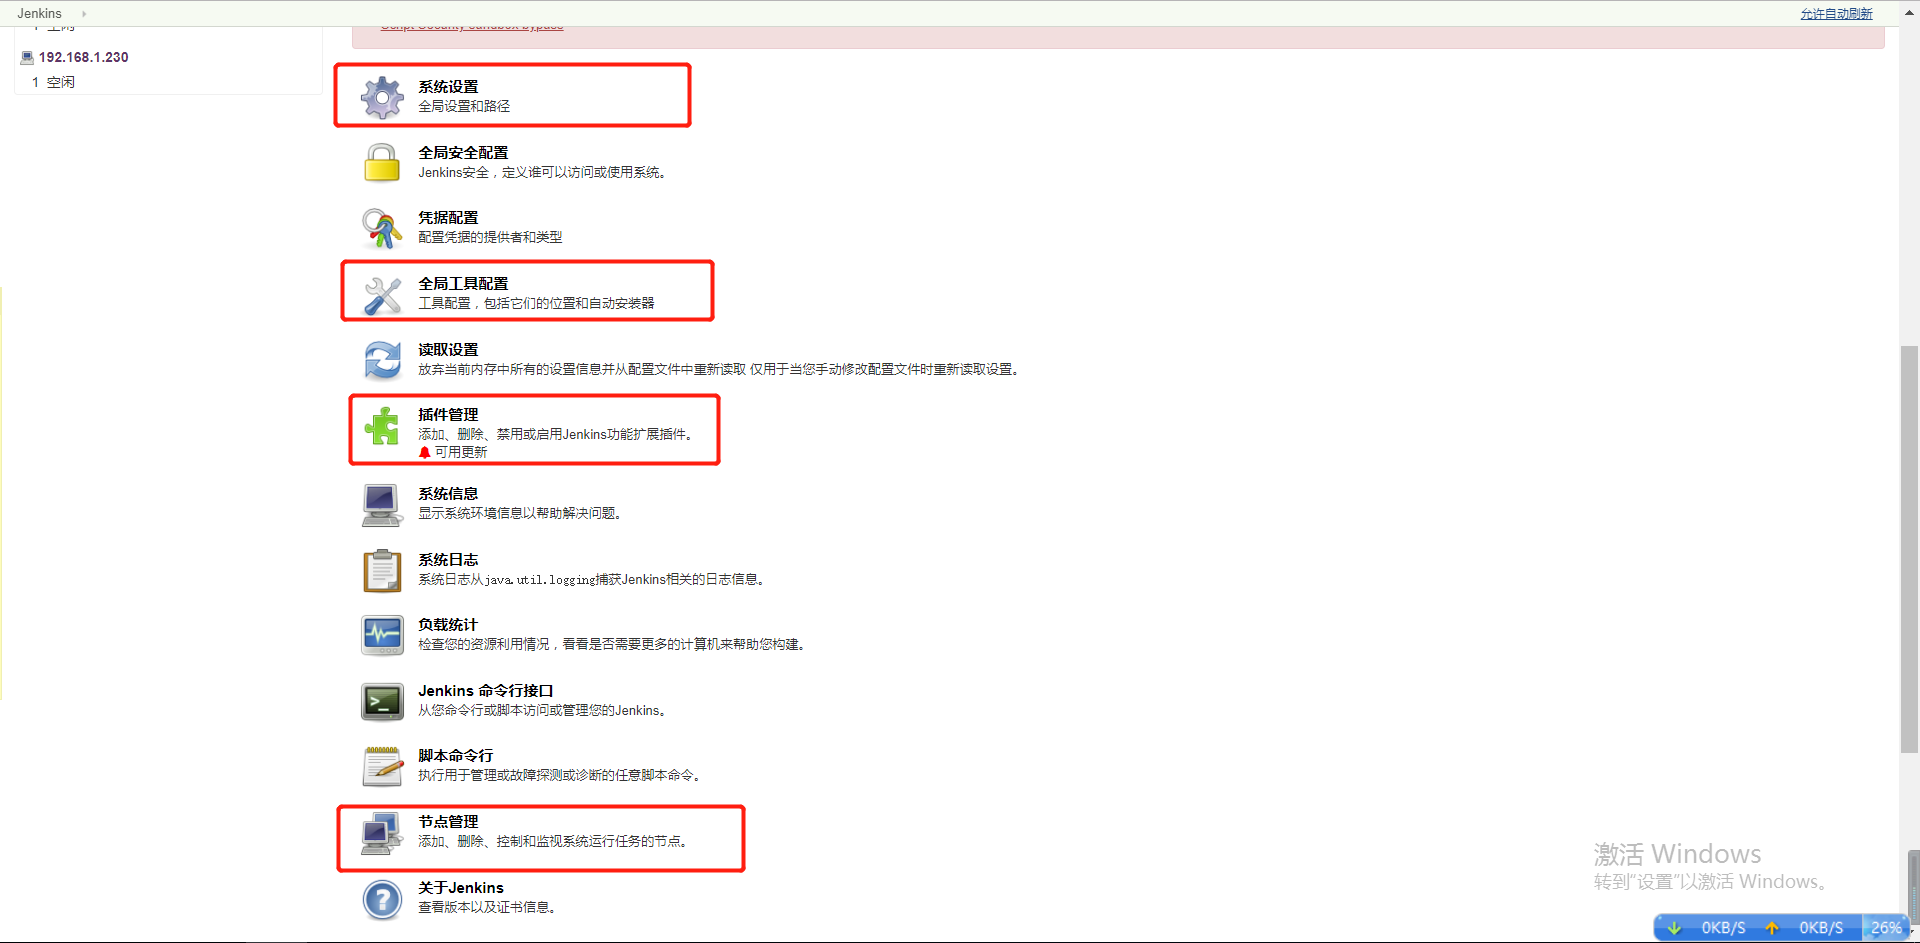 Jenkins
允许自动刷新
1 空闲
Script Security sandbox bypass
192.168.1.230
1 空闲
系统设置
全局设置和路径
全局安全配置
Jenkins安全，定义谁可以访问或使用系统。
凭据配置
配置凭据的提供者和类型
全局工具配置
工具配置，包括它们的位置和自动安装器
读取设置
放弃当前内存中所有的设置信息并从配置文件中重新读取 仅用于当您手动修改配置文件时重新读取设置。
插件管理
添加、删除、禁用或启用Jenkins功能扩展插件。
可用更新
系统信息
显示系统环境信息以帮助解决问题。
系统日志
系统日志从java.util.logging捕获Jenkins相关的日志信息。
负载统计
检查您的资源利用情况，看看是否需要更多的计算机来帮助您构建。
Jenkins 命令行接口
从您命令行或脚本访问或管理您的Jenkins。
脚本命令行
执行用于管理或故障探测或诊断的任意脚本命令。
节点管理
添加、删除、控制和监视系统运行任务的节点。
关于Jenkins
查看版本以及证书信息。
激活 Windows
转到“设置”以激活 Windows。
0KB/S 0KB/S 26%